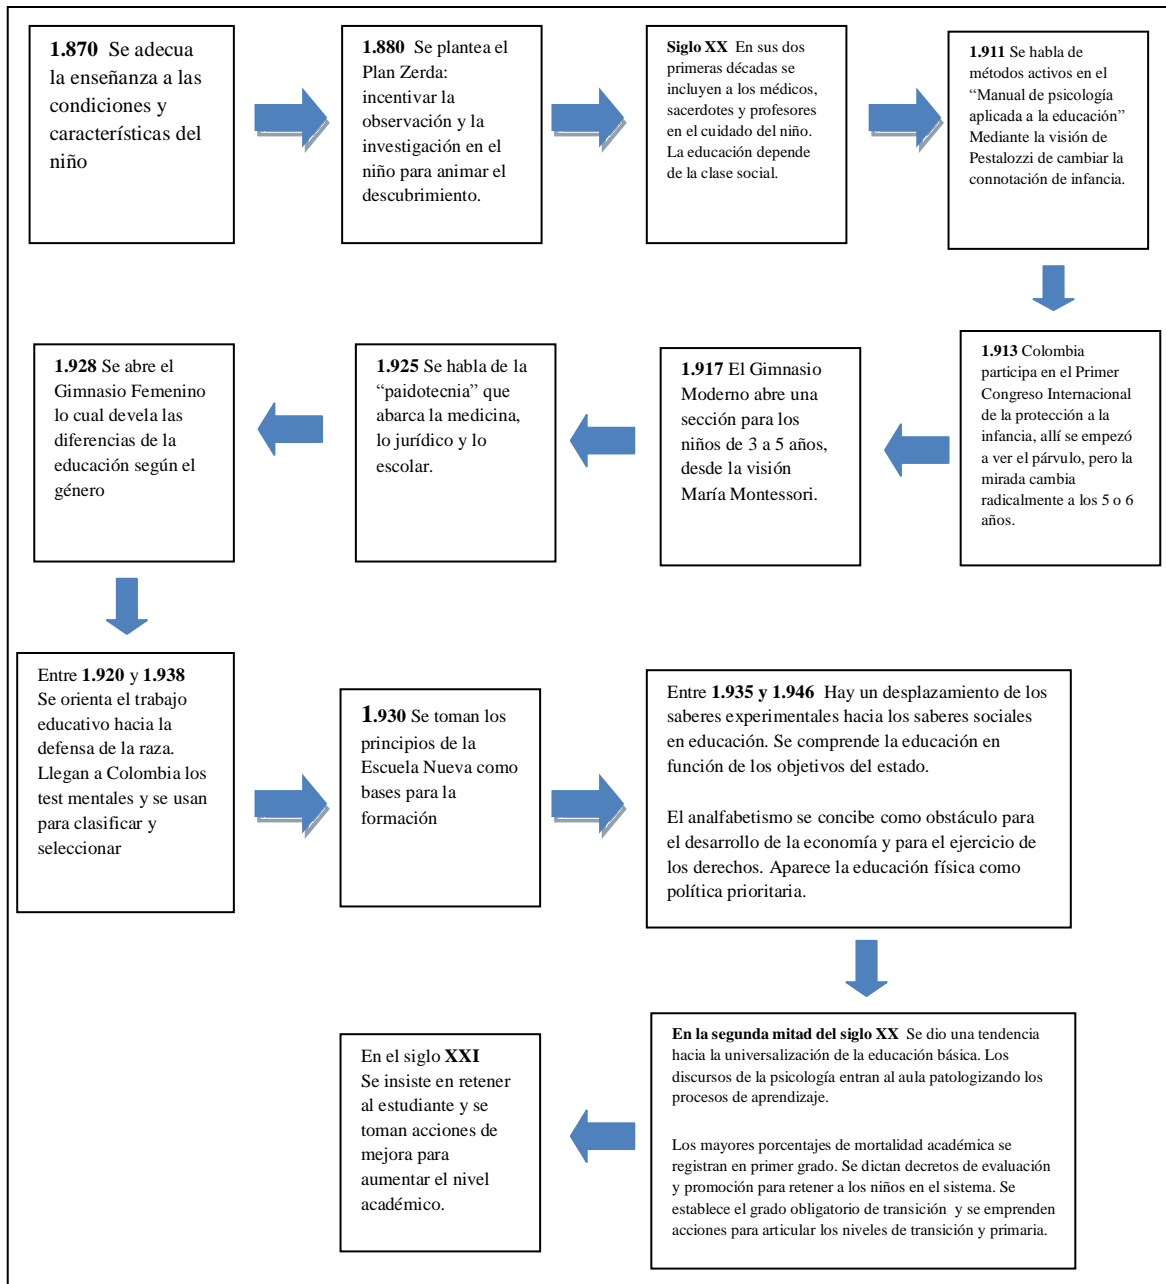 1.870 Se adecua
la enseñanza a las
condiciones y
características del
niño
1.880 Se plantea el
Plan Zerda:
incentivar la
observación y la
investigación en el
niño para animar el
descubrimiento.
Siglo XX En sus dos
primeras décadas se
incluyen a los médicos,
sacerdotes y profesores
en el cuidado del niño.
La educación depende
de la clase social.
1.911 Se habla de
métodos activos en el
“Manual de psicología
aplicada a la educación”
Mediante la visión de
Pestalozzi de cambiar la
connotación de infancia.
1.913 Colombia
participa en el Primer
Congreso Internacional
de la protección a la
infancia, allí se empezó
a ver el párvulo, pero la
mirada cambia
radicalmente a los 5 o 6
años.
1.917 El Gimnasio
Moderno abre una
sección para los
niños de 3 a 5 años,
desde la visión
María Montessori.
1.925 Se habla de la
“paidotecnia” que
abarca la medicina,
lo jurídico y lo
escolar.
1.928 Se abre el
Gimnasio Femenino
lo cual devela las
diferencias de la
educación según el
género
Entre 1.920 y 1.938
Se orienta el trabajo
educativo hacia la
defensa de la raza.
Llegan a Colombia los
test mentales y se usan
para clasificar y
seleccionar
1.930 Se toman los
principios de la
Escuela Nueva como
bases para la
formación
Entre 1.935 y 1.946 Hay un desplazamiento de los
saberes experimentales hacia los saberes sociales
en educación. Se comprende la educación en
función de los objetivos del estado.
El analfabetismo se concibe como obstáculo para
el desarrollo de la economía y para el ejercicio de
los derechos. Aparece la educación física como
política prioritaria.
En la segunda mitad del siglo XX Se dio una tendencia
hacia la universalización de la educación básica. Los
discursos de la psicología entran al aula patologizando los
procesos de aprendizaje.
Los mayores porcentajes de mortalidad académica se
registran en primer grado. Se dictan decretos de evaluación
y promoción para retener a los niños en el sistema. Se
establece el grado obligatorio de transición y se emprenden
acciones para articular los niveles de transición y primaria.
En el siglo XXI
Se insiste en retener
al estudiante y se
toman acciones de
mejora para
aumentar el nivel
académico.